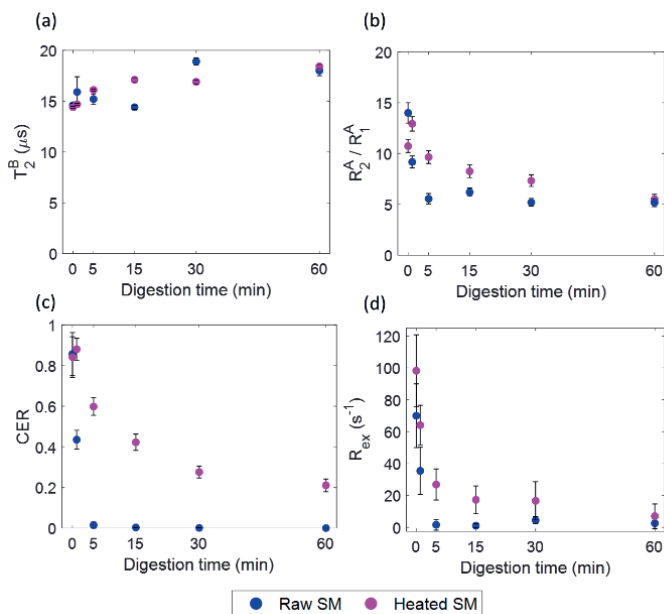 (a)
20
15
10
5
0
T₂ᴮ (μs)
0 5 15 30 60
Digestion time (min)
(b)
20
15
10
5
0
R₂ᴬ / R₁ᴬ
0 5 15 30 60
Digestion time (min)
(c)
1
0.8
0.6
0.4
0.2
0
CER
0 5 15 30 60
Digestion time (min)
(d)
120
100
80
60
40
20
0
Rₑₓ (s⁻¹)
0 5 15 30 60
Digestion time (min)
Raw SM Heated SM